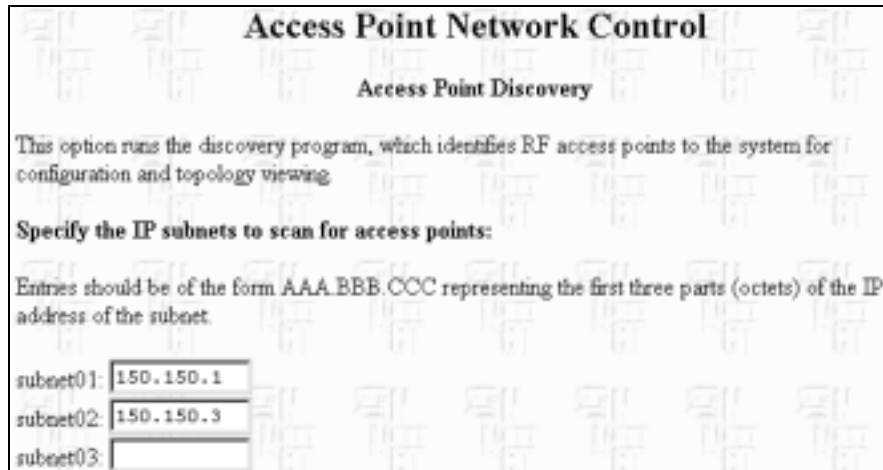 Access Point Network Control
Access Point Discovery
This option runs the discovery program, which identifies RF access points to the system for
configuration and topology viewing.
Specify the IP subnets to scan for access points:
Entries should be of the form AAA.BBB.CCC representing the first three parts (octets) of the IP
address of the subnet.
subnet01: 150.150.1
subnet02: 150.150.3
subnet03: